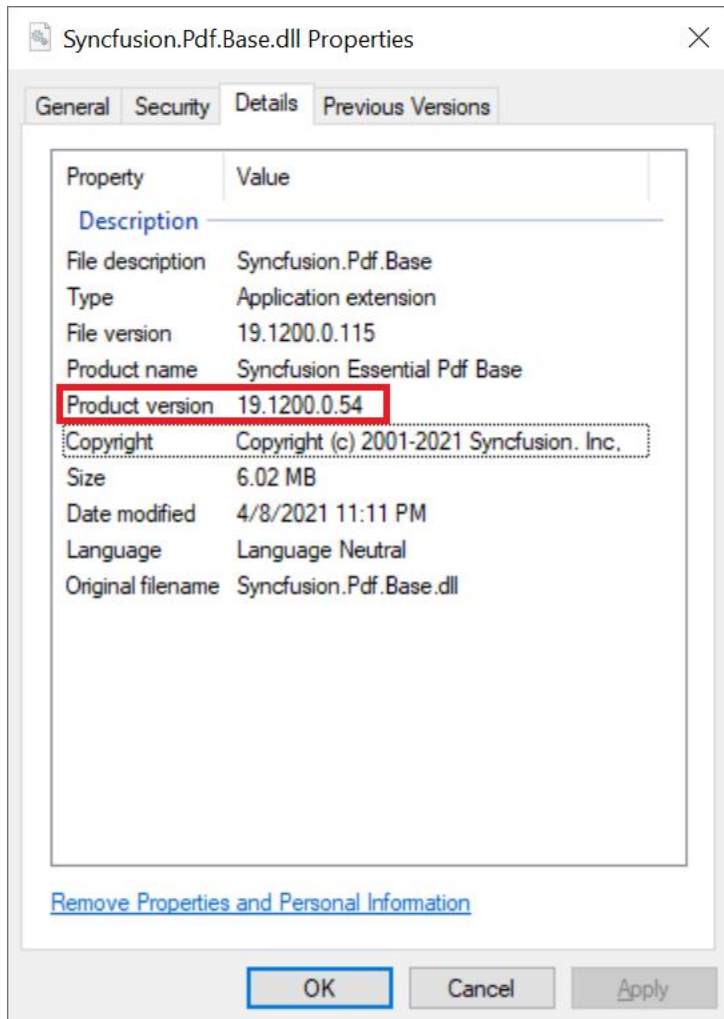 Syncfusion.Pdf.Base.dll Properties
General Security Details Previous Versions
Property Value
Description
File description Syncfusion.Pdf.Base
Type Application extension
File version 19.1200.0.115
Product name Syncfusion Essential Pdf Base
Product version 19.1200.0.54
Copyright Copyright (c) 2001-2021 Syncfusion. Inc,
Size 6.02 MB
Date modified 4/8/2021 11:11 PM
Language Language Neutral
Original filename Syncfusion.Pdf.Base.dll
Remove Properties and Personal Information
OK Cancel Apply